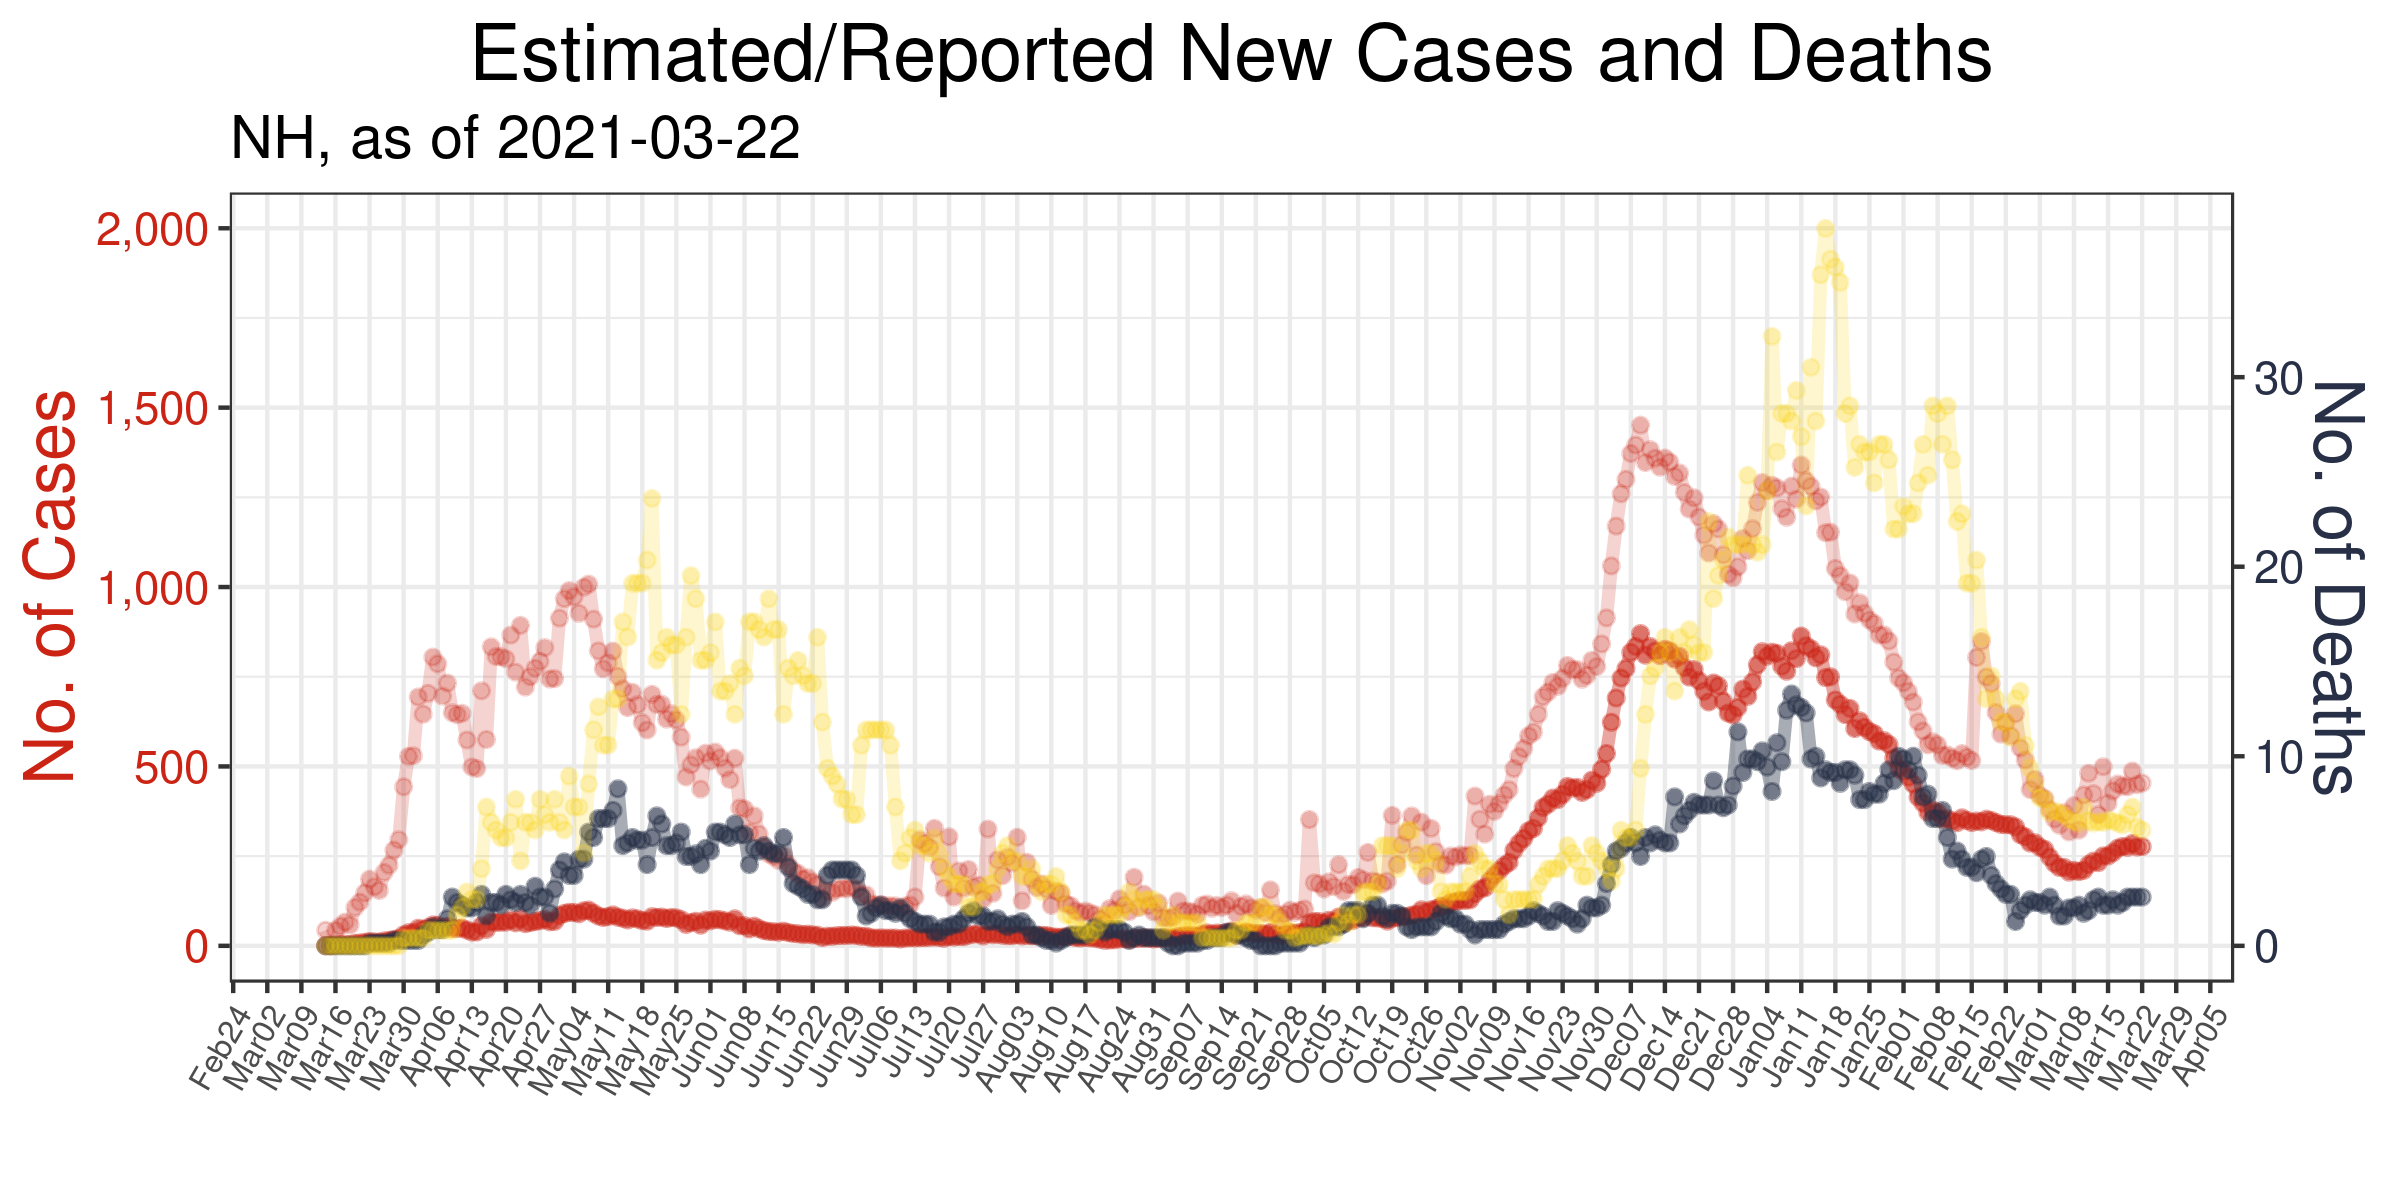 Estimated/Reported New Cases and Deaths
NH, as of 2021-03-22
No. of Cases
2,000
1,500
1,000
500
0
30
20
10
0
No. of Deaths
Feb24
Mar02
Mar09
Mar16
Mar23
Mar30
Apr06
Apr13
Apr20
Apr27
May04
May11
May18
May25
Jun01
Jun08
Jun15
Jun22
Jun29
Jul06
Jul13
Jul20
Jul27
Aug03
Aug10
Aug17
Aug24
Aug31
Sep07
Sep14
Sep21
Sep28
Oct05
Oct12
Oct19
Oct26
Nov02
Nov09
Nov16
Nov23
Nov30
Dec07
Dec14
Dec21
Dec28
Jan04
Jan11
Jan18
Jan25
Feb01
Feb08
Feb15
Feb22
Mar01
Mar08
Mar15
Mar22
Mar29
Apr05